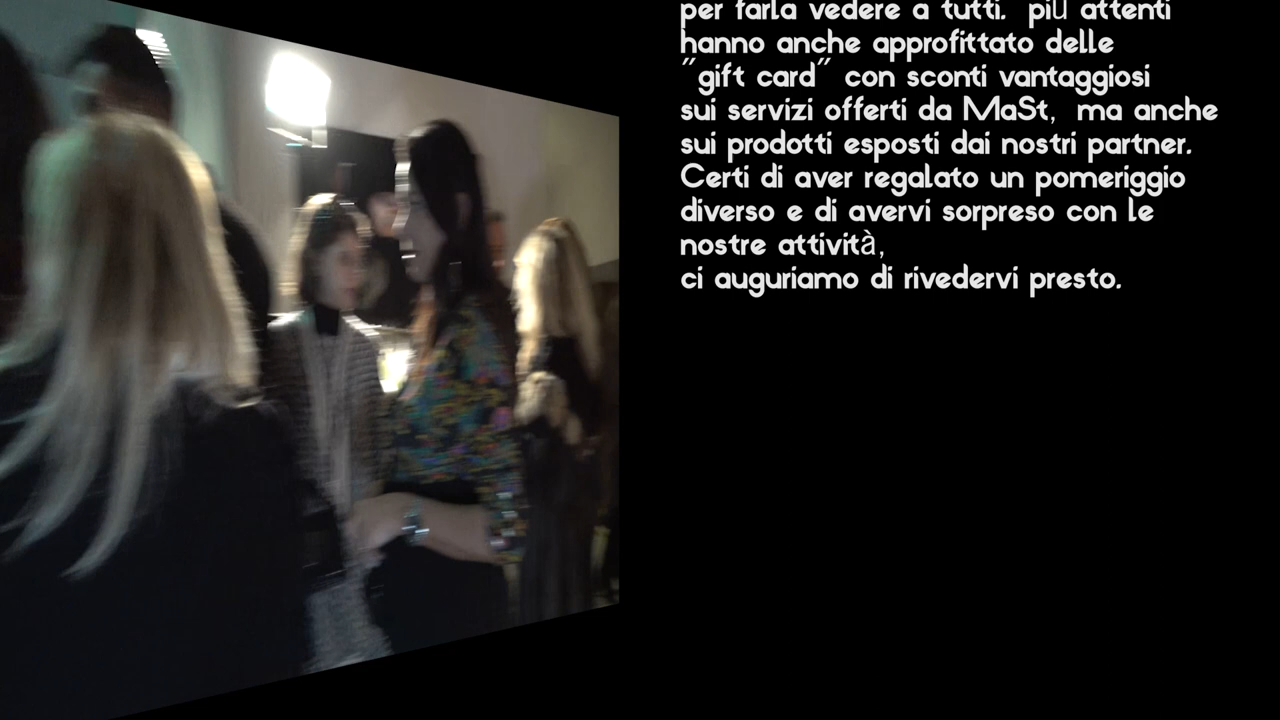 per farla vedere a tutti. più attenti
hanno anche approfittato delle
"gift card" con sconti vantaggiosi
sui servizi offerti da MaSt, ma anche
sui prodotti esposti dai nostri partner.
Certi di aver regalato un pomeriggio
diverso e di avervi sorpreso con le
nostre attività,
ci auguriamo di rivedervi presto.